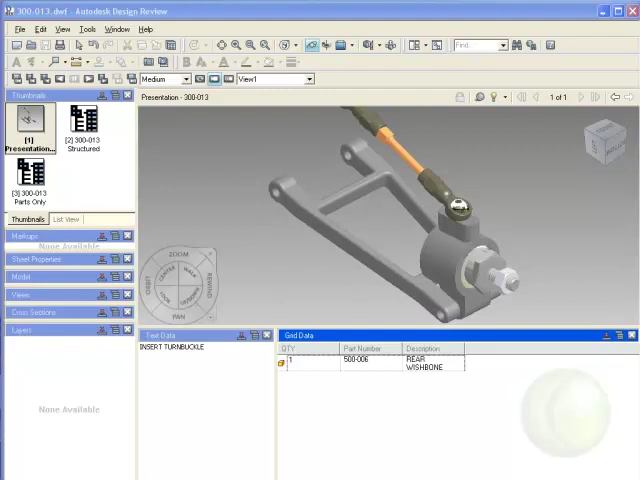 300-013.dwf - Autodesk Design Review
File Edit View Tools Window Help
Find...
Medium
View1
Thumbnails
Presentation - 300-013
1 of 1
[1]
Presentation...
[2] 300-013
Structured
[3] 300-013
Parts Only
Thumbnails List View
Markups
None Available
Sheet Properties
Model
Views
Cross Sections
Layers
None Available
ZOOM
CENTER
WALK
ORBIT
REWIND
LOOK
UP/DOWN
PAN
Text Data
INSERT TURNBUCKLE
Grid Data
QTY Part Number Description
1 500-006 REAR
WISHBONE